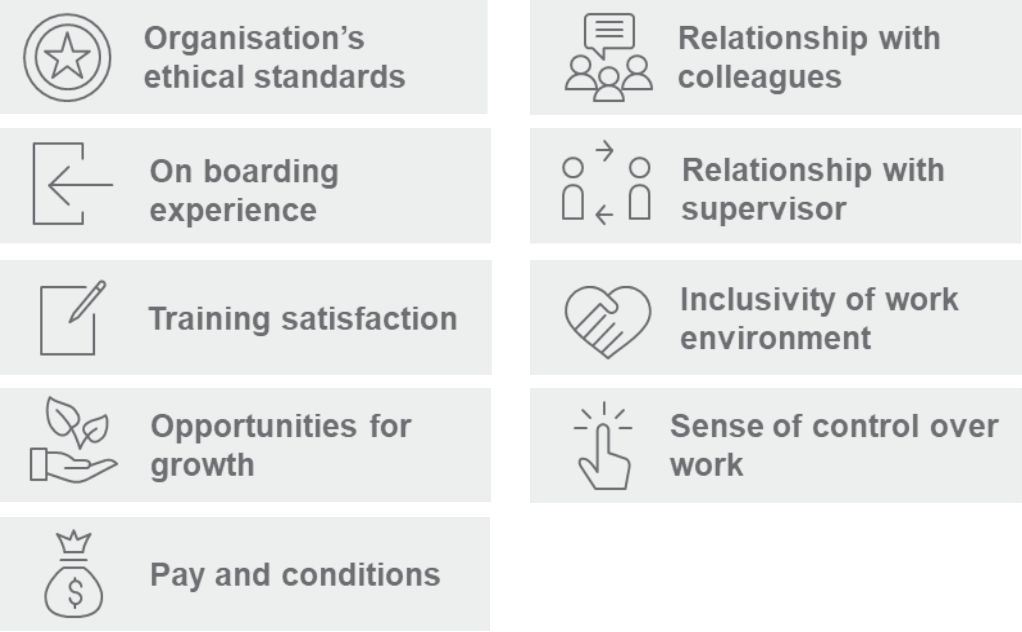 Organisation’s
ethical standards
On boarding
experience
Training satisfaction
Opportunities for
growth
$
Pay and conditions
Relationship with
colleagues
Relationship with
supervisor
Inclusivity of work
environment
Sense of control over
work